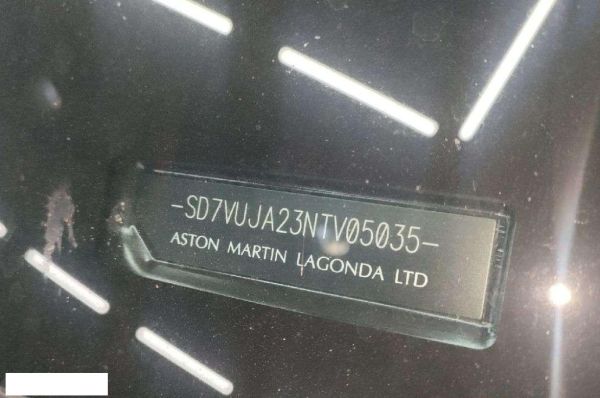 -SD7VUJA23NTV05035-
ASTON MARTIN LAGONDA LTD